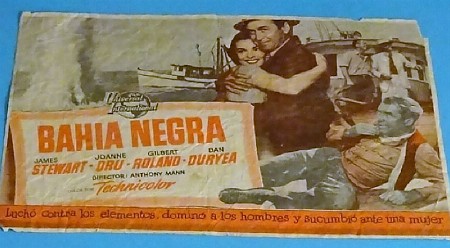 Universal
International
BAHIA NEGRA
JAMES JOANNE GILBERT DAN
STEWART-DRU-ROLAND-DURYEA
DIRECTOR: ANTHONY MANN
Technicolor
Luchó contra los elementos, dominó a los hombres y sucumbió ante una mujer